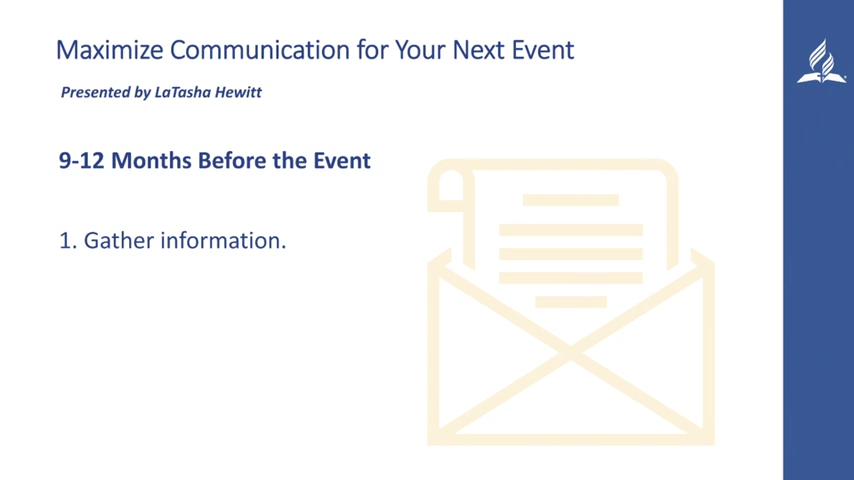 Maximize Communication for Your Next Event
Presented by LaTasha Hewitt
9-12 Months Before the Event
1. Gather information.